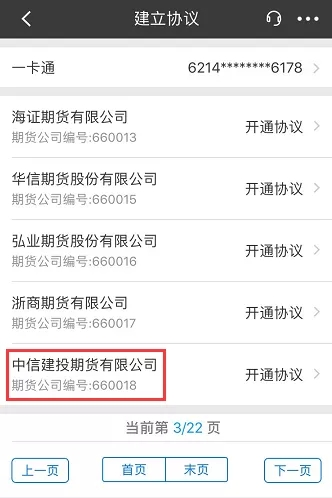 建立协议
一卡通 6214********6178
海证期货有限公司
期货公司编号:660013
开通协议
华信期货股份有限公司
期货公司编号:660015
开通协议
弘业期货股份有限公司
期货公司编号:660016
开通协议
浙商期货有限公司
期货公司编号:660017
开通协议
中信建投期货有限公司
期货公司编号:660018
开通协议
当前第 3/22 页
上一页 首页 末页 下一页